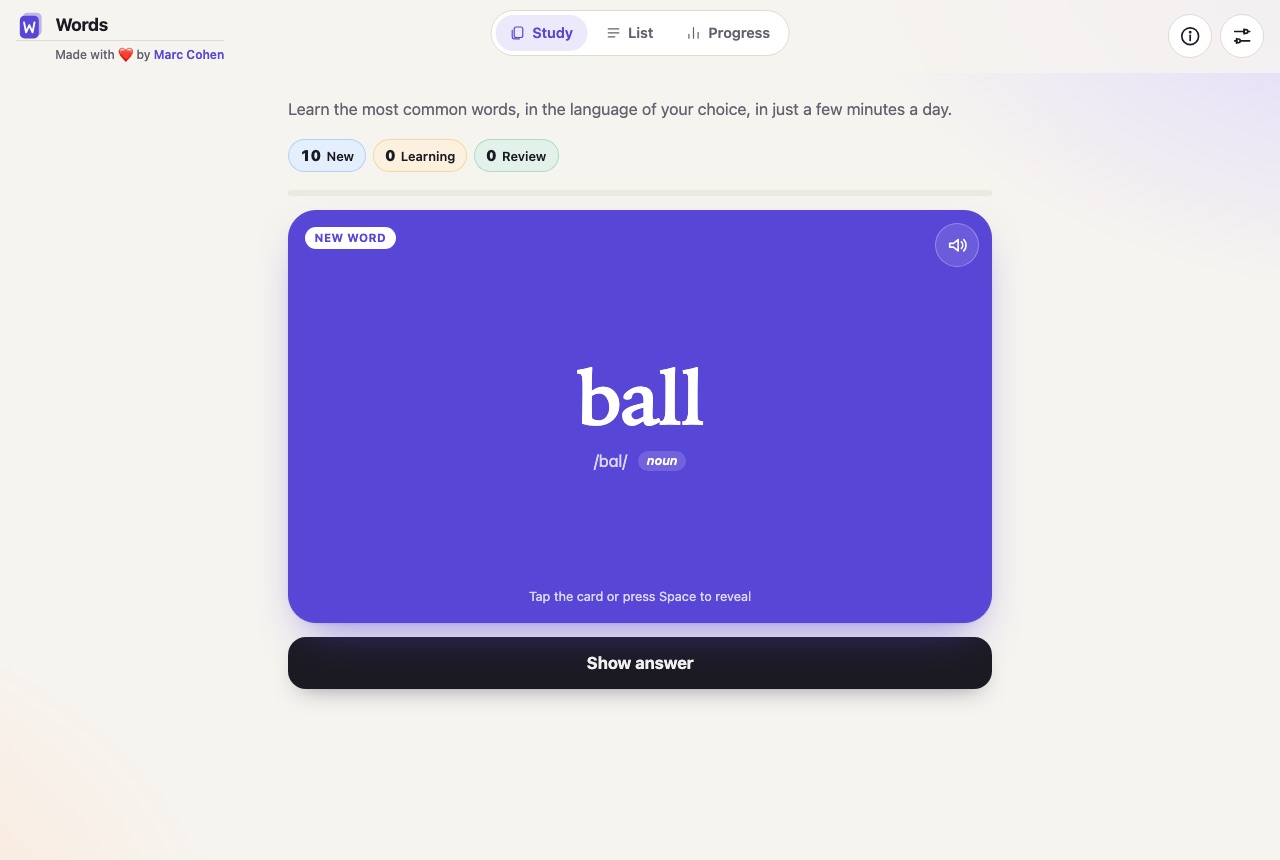 Words
Made with ❤️ by Marc Cohen
Study
List
Progress
Learn the most common words, in the language of your choice, in just a few minutes a day.
10 New
0 Learning
0 Review
NEW WORD
ball
/bal/ noun
Tap the card or press Space to reveal
Show answer